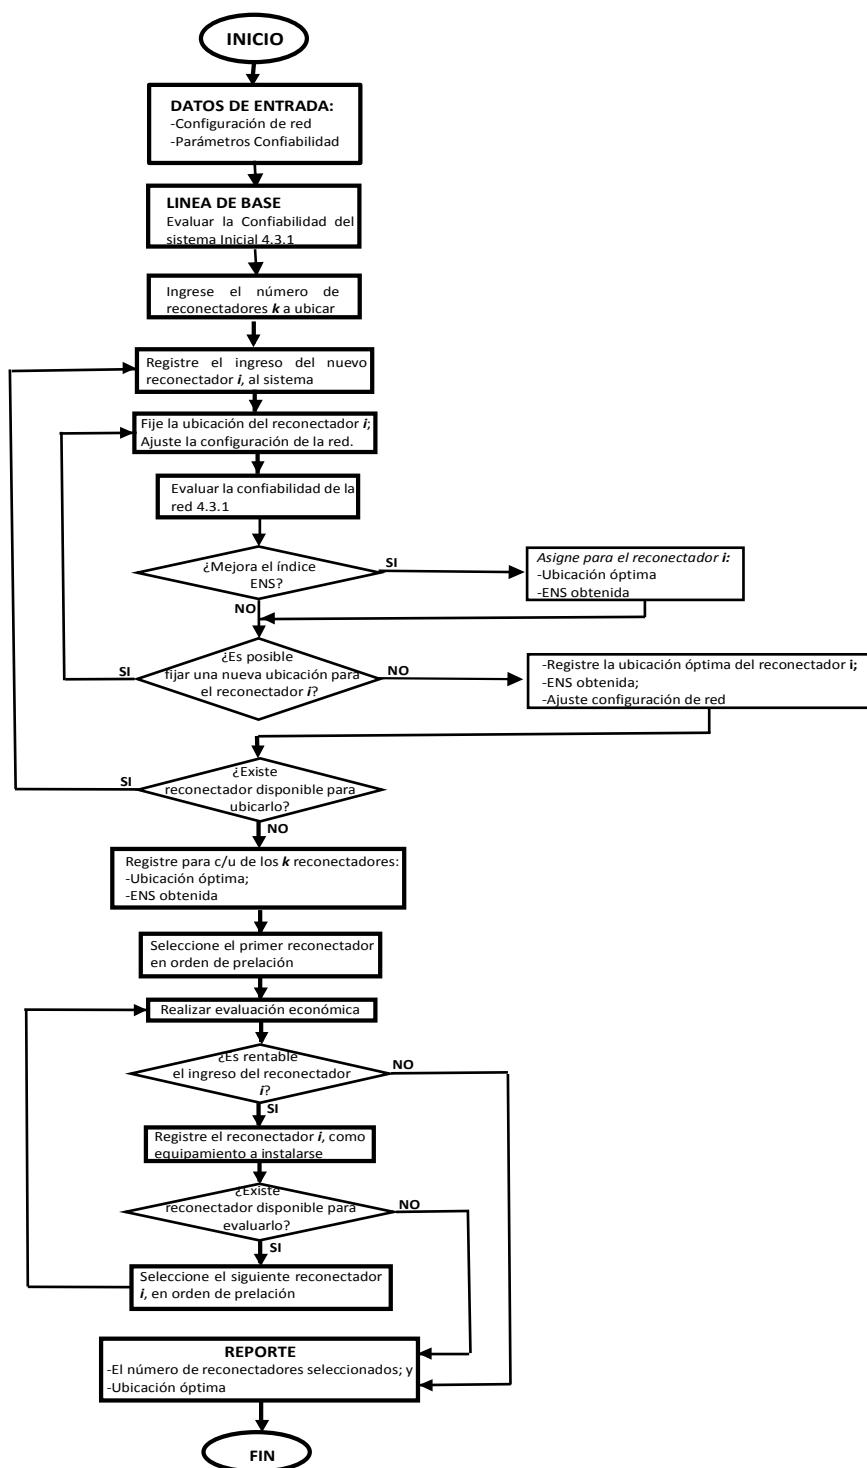 INICIO
DATOS DE ENTRADA:
-Configuración de red
-Parámetros Confiabilidad
LINEA DE BASE
Evaluar la Confiabilidad del
sistema Inicial 4.3.1
Ingrese el número de
reconectadores k a ubicar
Registre el ingreso del nuevo
reconectador i, al sistema
Fije la ubicación del reconectador i;
Ajuste la configuración de la red.
Evaluar la confiabilidad de la
red 4.3.1
¿Mejora el índice
ENS?
SI
Asigne para el reconectador i:
-Ubicación óptima
-ENS obtenida
NO
¿Es posible
fijar una nueva ubicación para
el reconectador i?
SI
NO
-Registre la ubicación óptima del reconectador i;
-ENS obtenida;
-Ajuste configuración de red
¿Existe
reconectador disponible para
ubicarlo?
SI
NO
Registre para c/u de los k reconectadores:
-Ubicación óptima;
-ENS obtenida
Seleccione el primer reconectador
en orden de prelación
Realizar evaluación económica
¿Es rentable
el ingreso del reconectador
i?
NO
SI
Registre el reconectador i, como
equipamiento a instalarse
¿Existe
reconectador disponible para
evaluarlo?
NO
SI
Seleccione el siguiente reconectador
i, en orden de prelación
REPORTE
-El número de reconectadores seleccionados; y
-Ubicación óptima
FIN